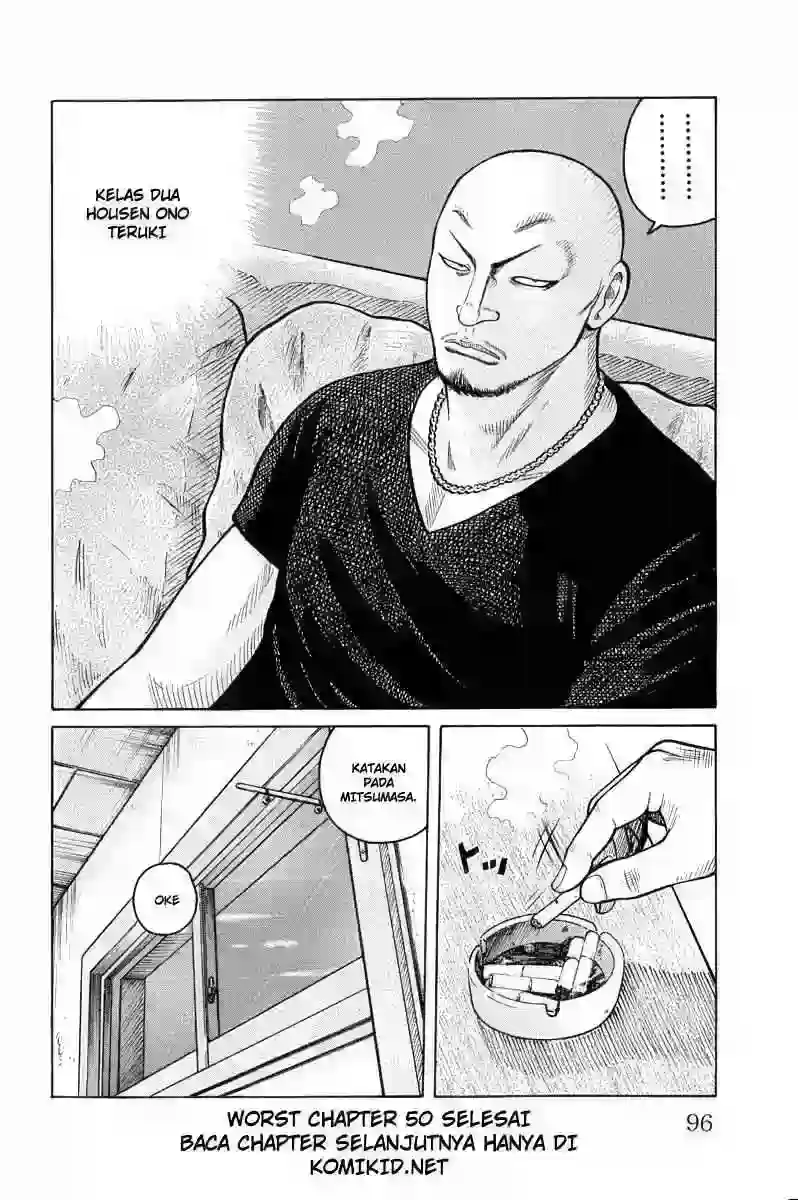 ………
………
KELAS DUA
HOUSEN ONO
TERUKI
トッ
KATAKAN
PADA
MITSUMASA.
OKE
WORST CHAPTER 50 SELESAI
BACA CHAPTER SELANJUTNYA HANYA DI
KOMIKID.NET
96